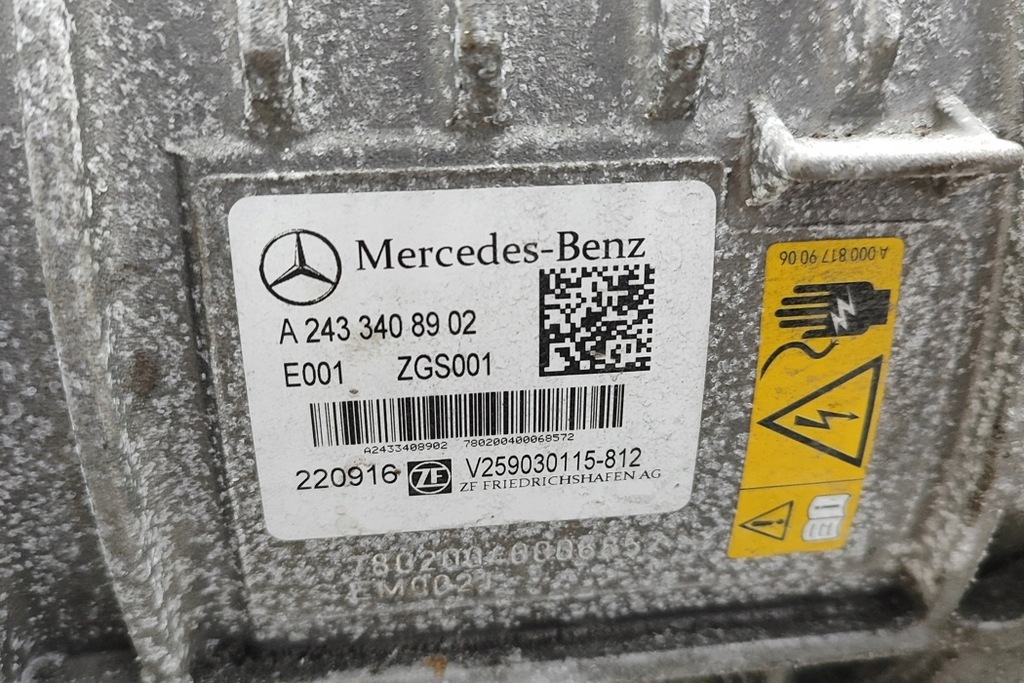 Mercedes-Benz
A 243 340 89 02
E001 ZGS001
A2433408902 780200400068572
220916 ZF V259030115-812
ZF FRIEDRICHSHAFEN AG
A 000 817 90 06